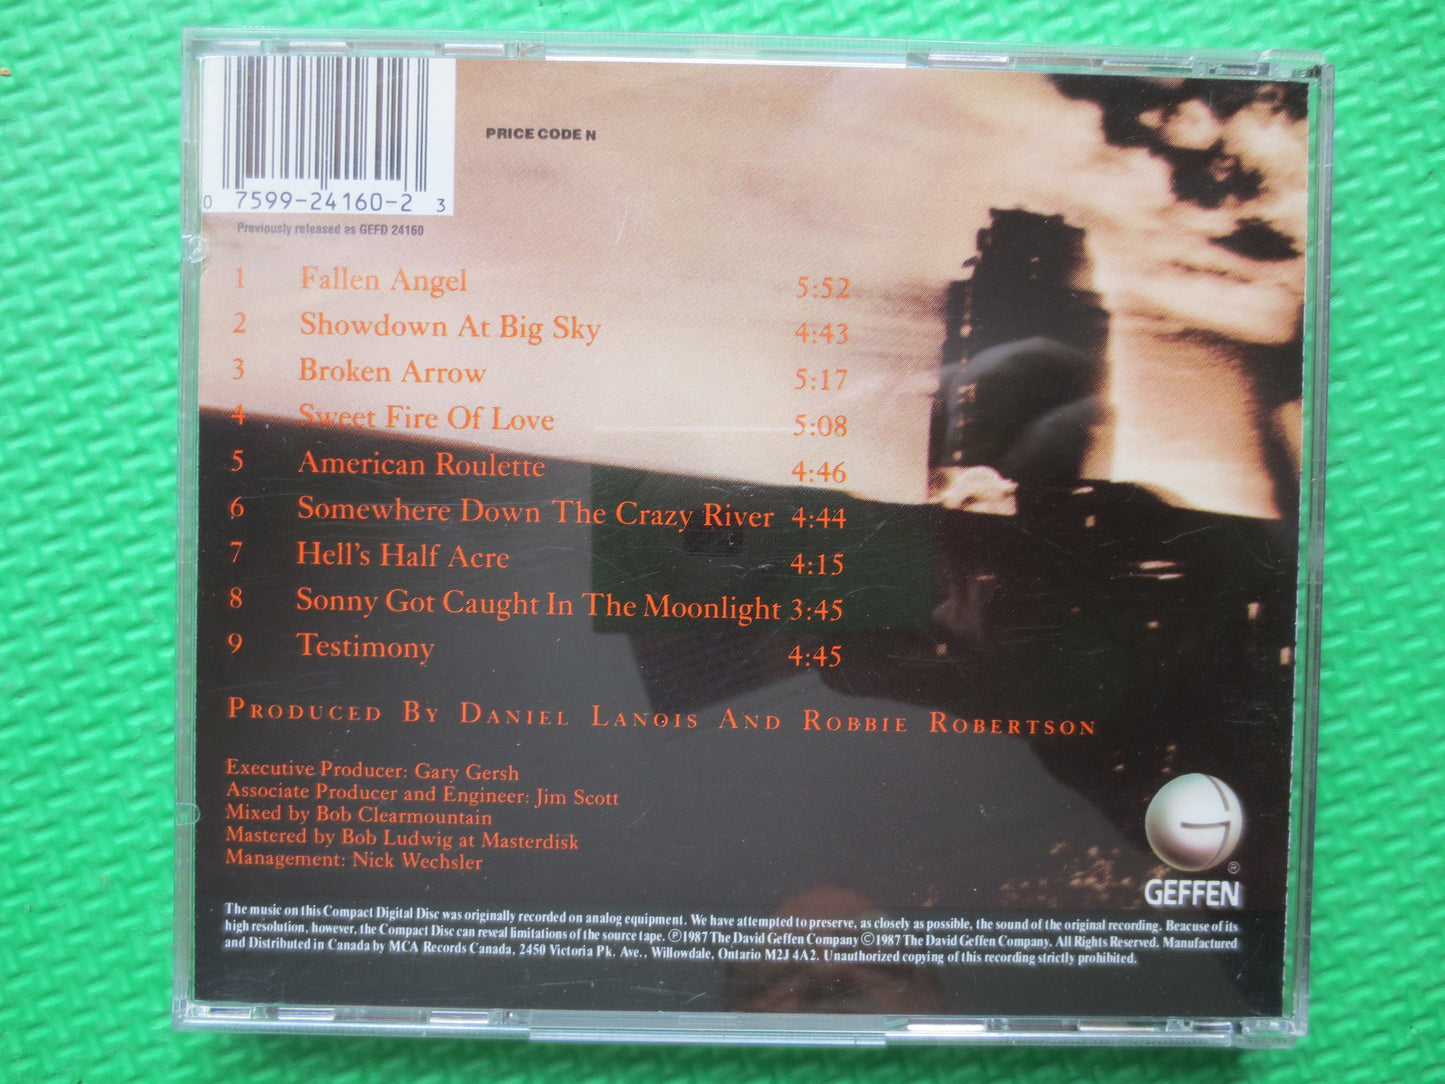 PRICE CODE N
0 7599-24160-2 3
Previously released as GEFD 24160
1 Fallen Angel 5:52
2 Showdown At Big Sky 4:43
3 Broken Arrow 5:17
4 Sweet Fire Of Love 5:08
5 American Roulette 4:46
6 Somewhere Down The Crazy River 4:44
7 Hell's Half Acre 4:15
8 Sonny Got Caught In The Moonlight 3:45
9 Testimony 4:45
PRODUCED BY DANIEL LANOIS AND ROBBIE ROBERTSON
Executive Producer: Gary Gersh
Associate Producer and Engineer: Jim Scott
Mixed by Bob Clearmountain
Mastered by Bob Ludwig at Masterdisk
Management: Nick Wechsler
®
GEFFEN
The music on this Compact Digital Disc was originally recorded on analog equipment. We have attempted to preserve, as closely as possible, the sound of the original recording. Beacuse of its
high resolution, however, the Compact Disc can reveal limitations of the source tape. ℗1987 The David Geffen Company ©1987 The David Geffen Company. All Rights Reserved. Manufactured
and Distributed in Canada by MCA Records Canada, 2450 Victoria Pk. Ave., Willowdale, Ontario M2J 4A2. Unauthorized copying of this recording strictly prohibited.